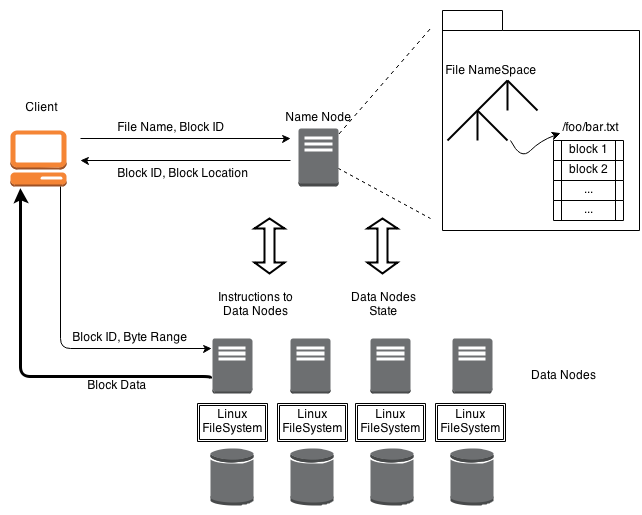 File NameSpace
Client
Name Node
File Name, Block ID
/foo/bar.txt
block 1
Block ID, Block Location
block 2
...
...
Instructions to
Data Nodes
Data Nodes
State
Block ID, Byte Range
Block Data
Data Nodes
Linux
FileSystem
Linux
FileSystem
Linux
FileSystem
Linux
FileSystem